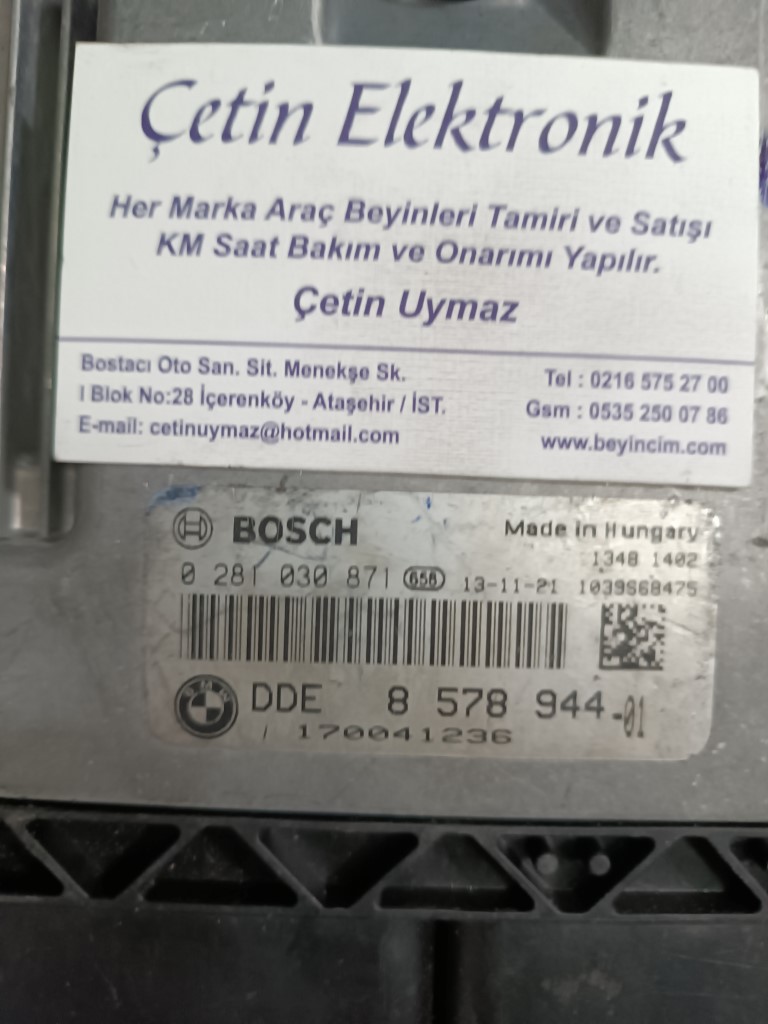 Çetin Elektronik
Her Marka Araç Beyinleri Tamiri ve Satışı
KM Saat Bakım ve Onarımı Yapılır.
Çetin Uymaz
Bostacı Oto San. Sit. Menekşe Sk.
I Blok No:28 İçerenköy - Ataşehir / İST.
E-mail: cetinuymaz@hotmail.com
Tel : 0216 575 27 00
Gsm : 0535 250 07 86
www.beyincim.com
BOSCH
Made in Hungary
1348 1402
0 281 030 871 656 13-11-21 1039S68475
DDE 8 578 944-01
/ 170041236